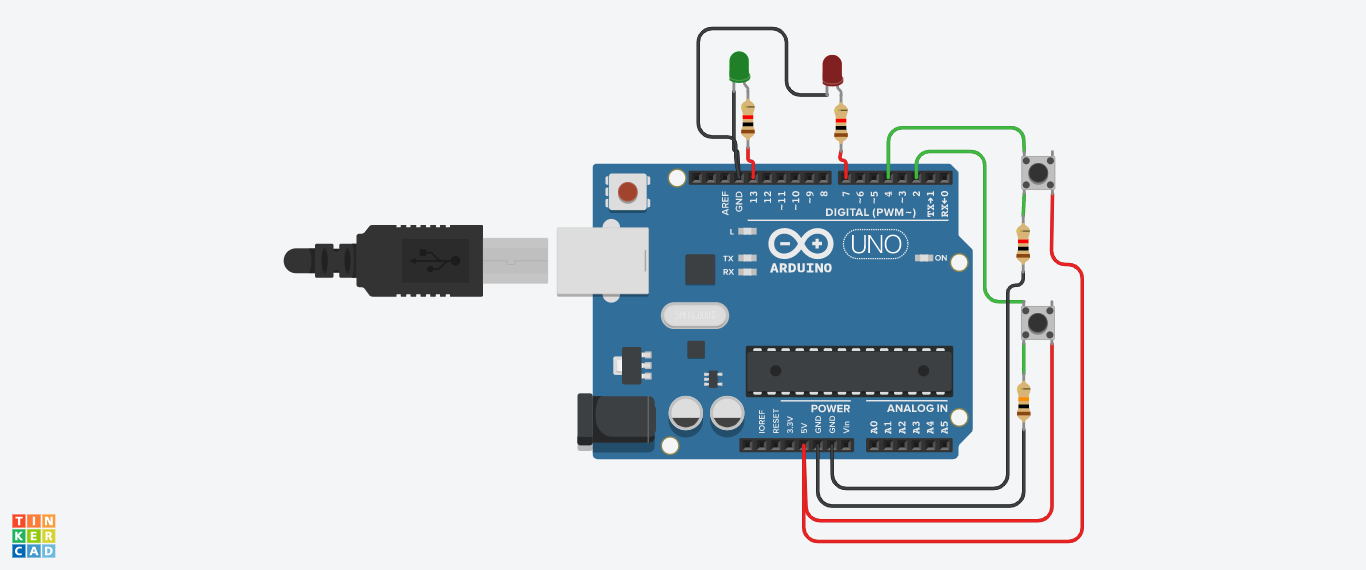 AREF
GND
13
12
~11
~10
~9
8
7
~6
~5
4
~3
2
TX→1
RX←0
DIGITAL (PWM~)
L
TX
RX
ARDUINO
UNO
ON
POWER
ANALOG IN
IOREF
RESET
3.3V
5V
GND
GND
Vin
A0
A1
A2
A3
A4
A5
TIN
KER
CAD